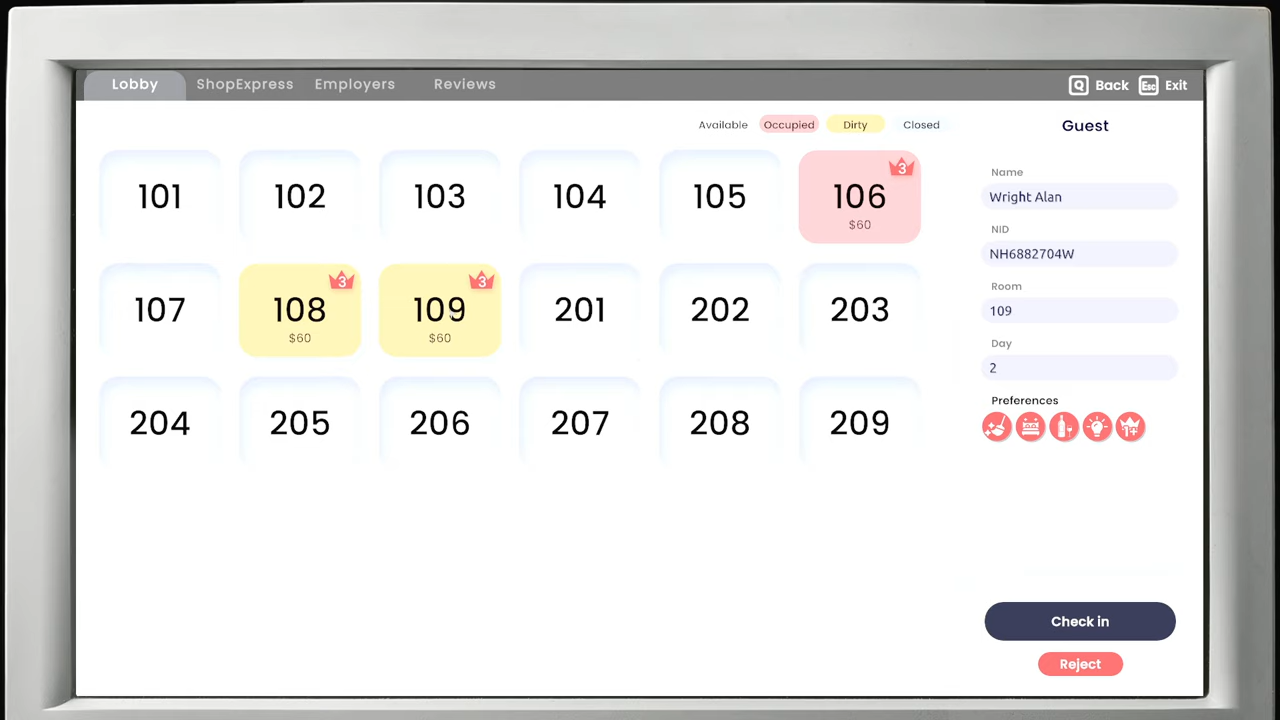 Lobby ShopExpress Employers Reviews Q Back Esc Exit
Available Occupied Dirty Closed
Guest
101 102 103 104 105 106
3
$60
107 108 109 201 202 203
3 3
$60 $60
204 205 206 207 208 209
Name
Wright Alan
NID
NH6882704W
Room
109
Day
2
Preferences
1+
Check in
Reject